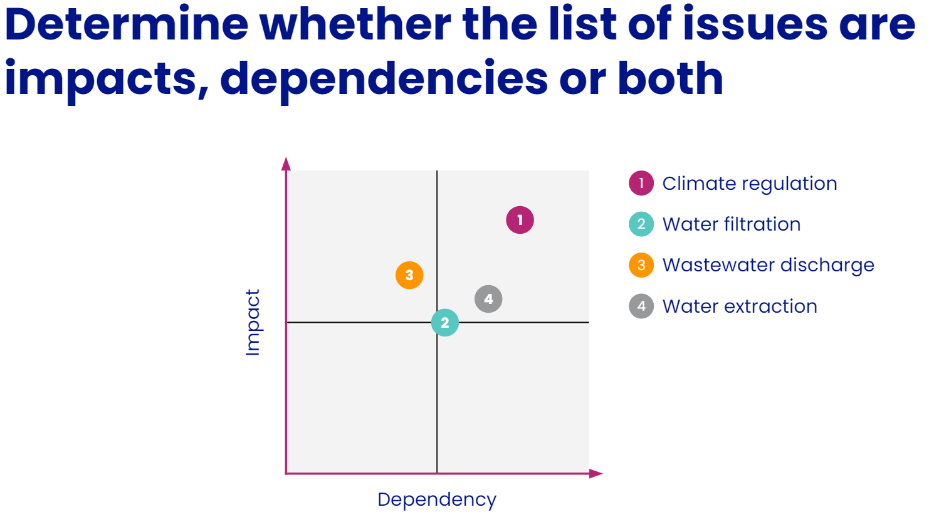 Determine whether the list of issues are
impacts, dependencies or both
1 Climate regulation
2 Water filtration
3 Wastewater discharge
4 Water extraction
1
3
4
2
Impact
Dependency